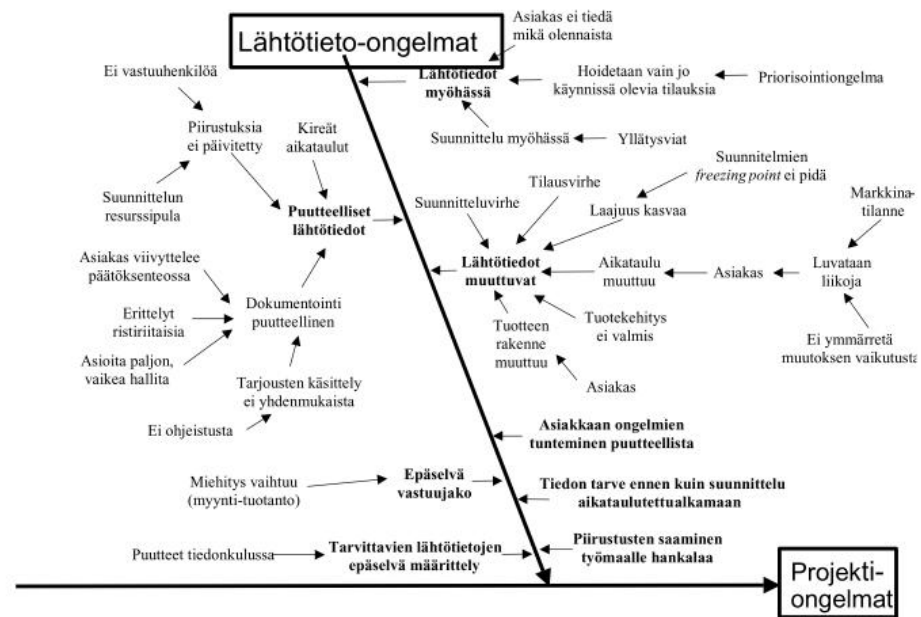 Lähtötieto-ongelmat
Asiakas ei tiedä
mikä olennaista
Ei vastuuhenkilöä
Lähtötiedot
myöhässä
Hoidetaan vain jo
käynnissä olevia tilauksia
Priorisointiongelma
Piirustuksia
ei päivitetty
Kireät
aikataulut
Suunnittelu myöhässä
Yllätysviat
Suunnittelun
resurssipula
Puutteelliset
lähtötiedot
Suunnitteluvirhe
Tilausvirhe
Suunnitelmien
freezing point ei pidä
Laajuus kasvaa
Markkina-
tilanne
Asiakas viivyttelee
päätöksenteossa
Lähtötiedot
muuttuvat
Aikataulu
muuttuu
Asiakas
Luvataan
liikoja
Erittelyt
ristiriitaisia
Dokumentointi
puutteellinen
Tuotteen
rakenne
muuttuu
Tuotekehitys
ei valmis
Ei ymmärretä
muutoksen vaikutusta
Asioita paljon,
vaikea hallita
Tarjousten käsittely
ei yhdenmukaista
Asiakas
Ei ohjeistusta
Asiakkaan ongelmien
tunteminen puutteellista
Miehitys vaihtuu
(myynti-tuotanto)
Epäselvä
vastuujako
Tiedon tarve ennen kuin suunnittelu
aikataulutettualkamaan
Puutteet tiedonkulussa
Tarvittavien lähtötietojen
epäselvä määrittely
Piirustusten saaminen
työmaalle hankalaa
Projekti-
ongelmat